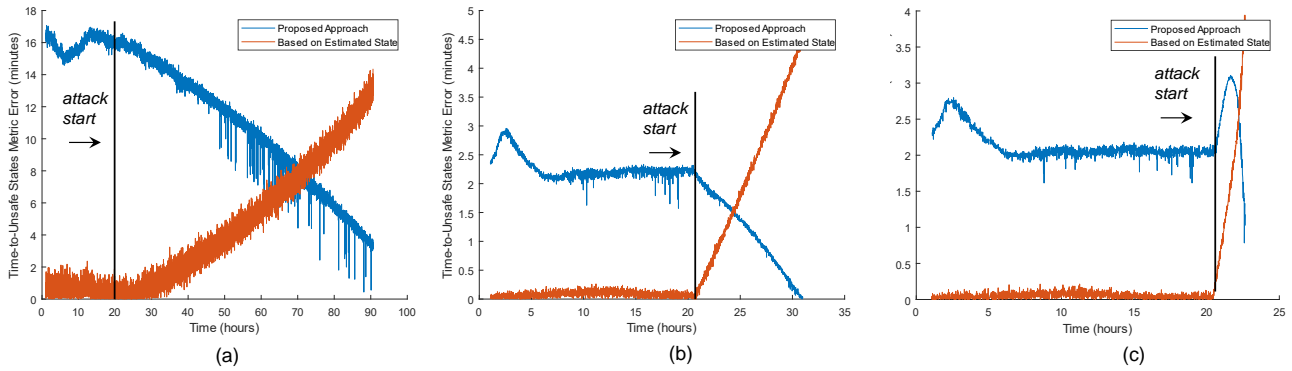 18
16
14
12
10
8
6
4
2
0
Time-to-Unsafe States Metric Error (minutes)
Proposed Approach
Based on Estimated State
attack
start
0
10
20
30
40
50
60
70
80
90
100
Time (hours)
(a)
5
4.5
4
3.5
3
2.5
2
1.5
1
0.5
0
Time-to-Unsafe States Metric Error (minutes)
Proposed Approach
Based on Estimated State
attack
start
0
5
10
15
20
25
30
35
Time (hours)
(b)
4
3.5
3
2.5
2
1.5
1
0.5
0
Proposed Approach
Based on Estimated State
attack
start
0
5
10
15
20
25
Time (hours)
(c)